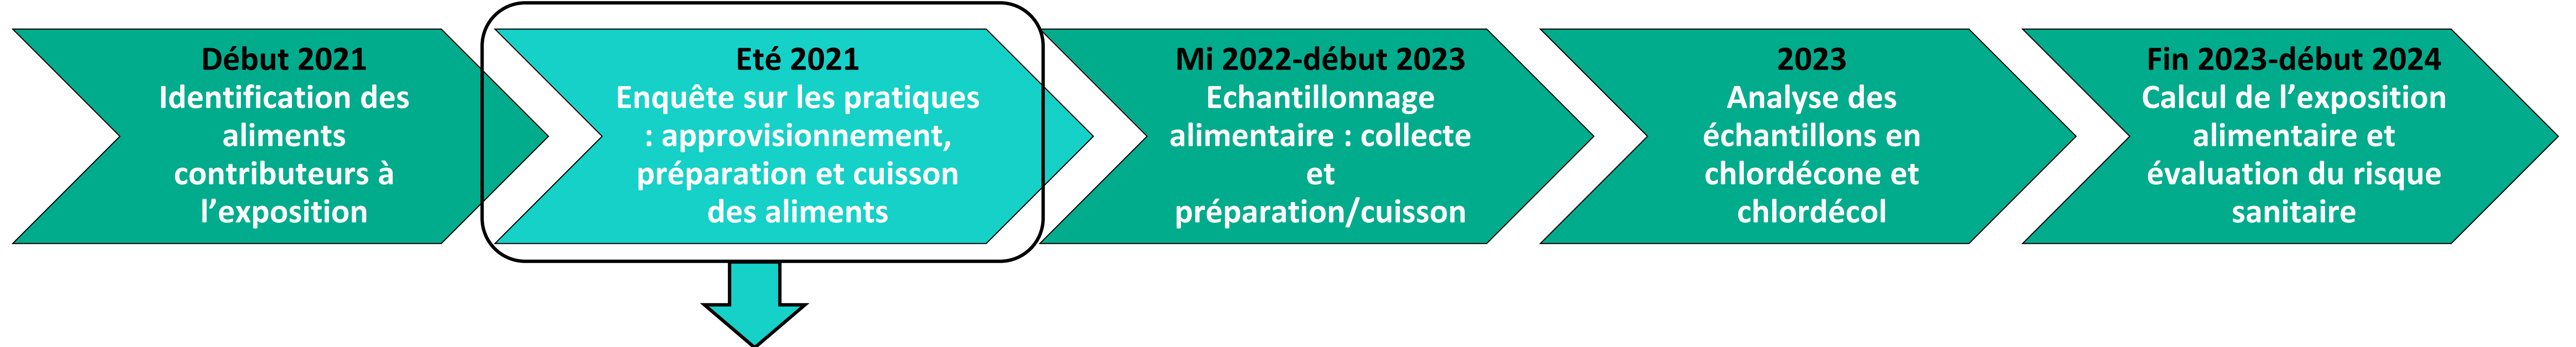 Début 2021
Identification des
aliments
contributeurs à
l’exposition
Eté 2021
Enquête sur les pratiques
: approvisionnement,
préparation et cuisson
des aliments
Mi 2022-début 2023
Echantillonnage
alimentaire : collecte
et
préparation/cuisson
2023
Analyse des
échantillons en
chlordécone et
chlordécol
Fin 2023-début 2024
Calcul de l’exposition
alimentaire et
évaluation du risque
sanitaire